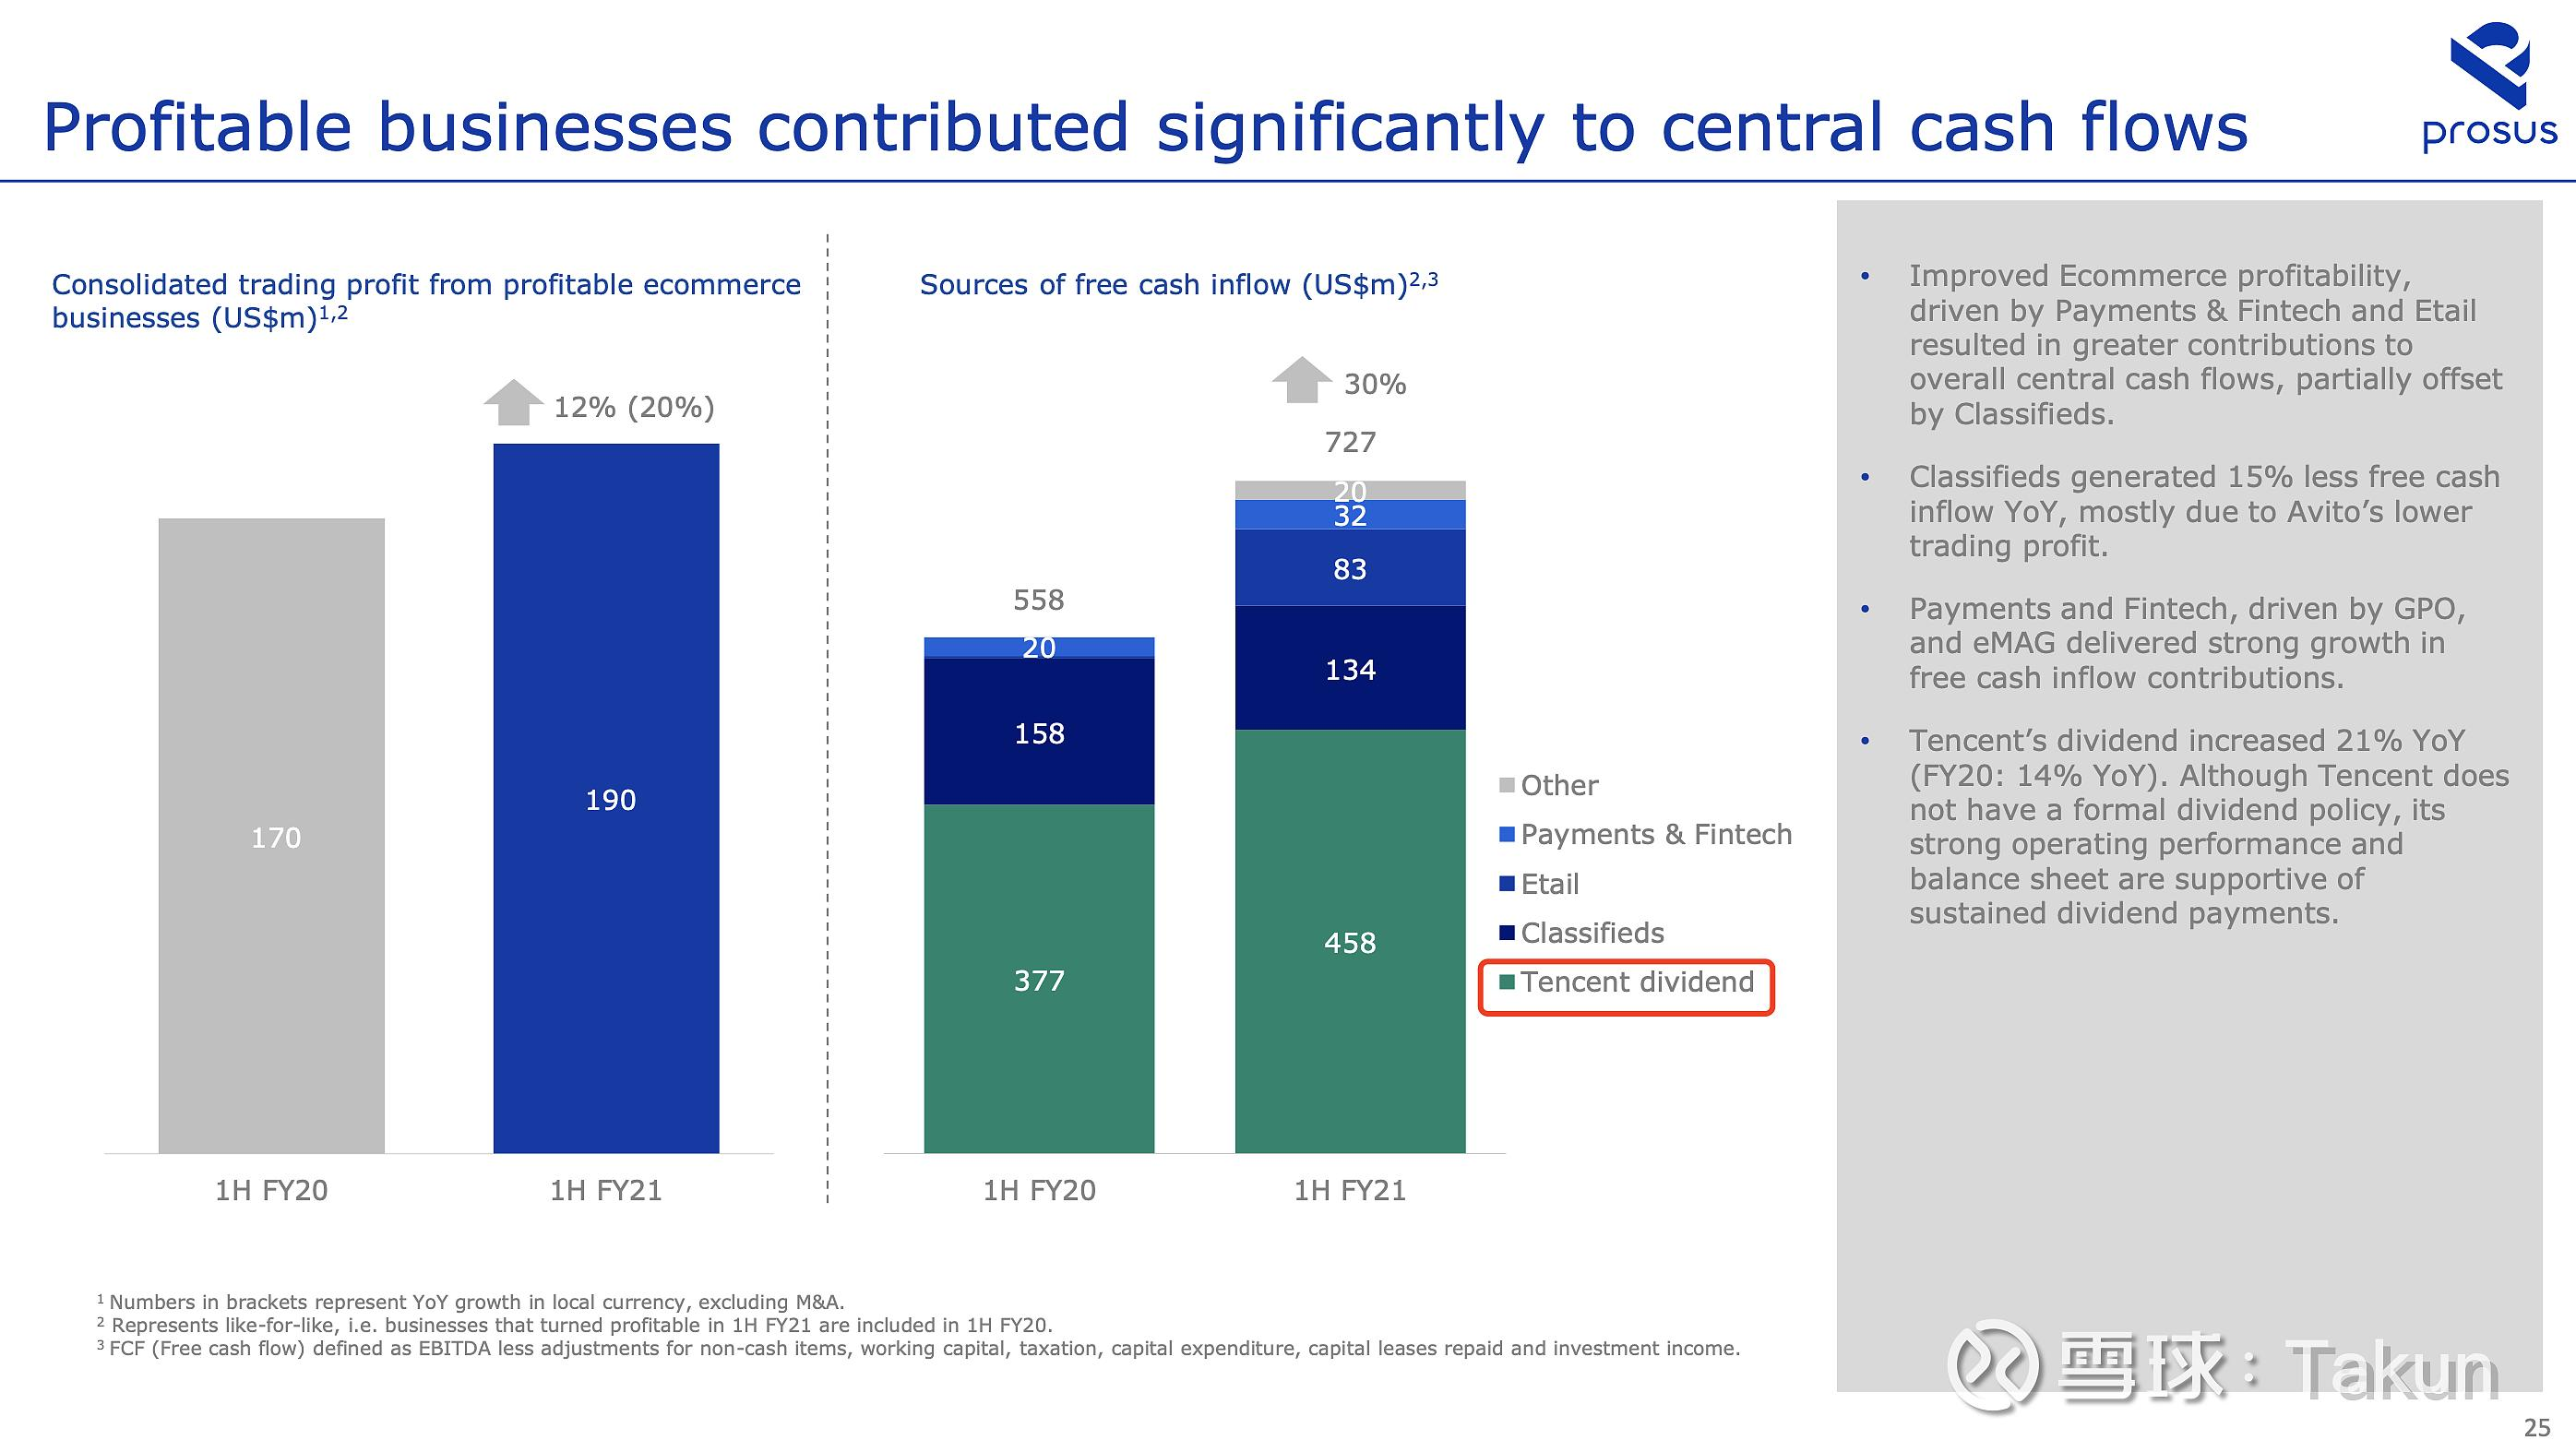 prosus
Profitable businesses contributed significantly to central cash flows
Consolidated trading profit from profitable ecommerce
businesses (US$m)1,2
12% (20%)
170
190
1H FY20
1H FY21
Sources of free cash inflow (US$m)2,3
30%
727
558
20
158
377
20
32
83
134
458
1H FY20
1H FY21
Other
Payments & Fintech
Etail
Classifieds
Tencent dividend
• Improved Ecommerce profitability,
driven by Payments & Fintech and Etail
resulted in greater contributions to
overall central cash flows, partially offset
by Classifieds.
• Classifieds generated 15% less free cash
inflow YoY, mostly due to Avito’s lower
trading profit.
• Payments and Fintech, driven by GPO,
and eMAG delivered strong growth in
free cash inflow contributions.
• Tencent’s dividend increased 21% YoY
(FY20: 14% YoY). Although Tencent does
not have a formal dividend policy, its
strong operating performance and
balance sheet are supportive of
sustained dividend payments.
1 Numbers in brackets represent YoY growth in local currency, excluding M&A.
2 Represents like-for-like, i.e. businesses that turned profitable in 1H FY21 are included in 1H FY20.
3 FCF (Free cash flow) defined as EBITDA less adjustments for non-cash items, working capital, taxation, capital expenditure, capital leases repaid and investment income.
雪球：Takun
25